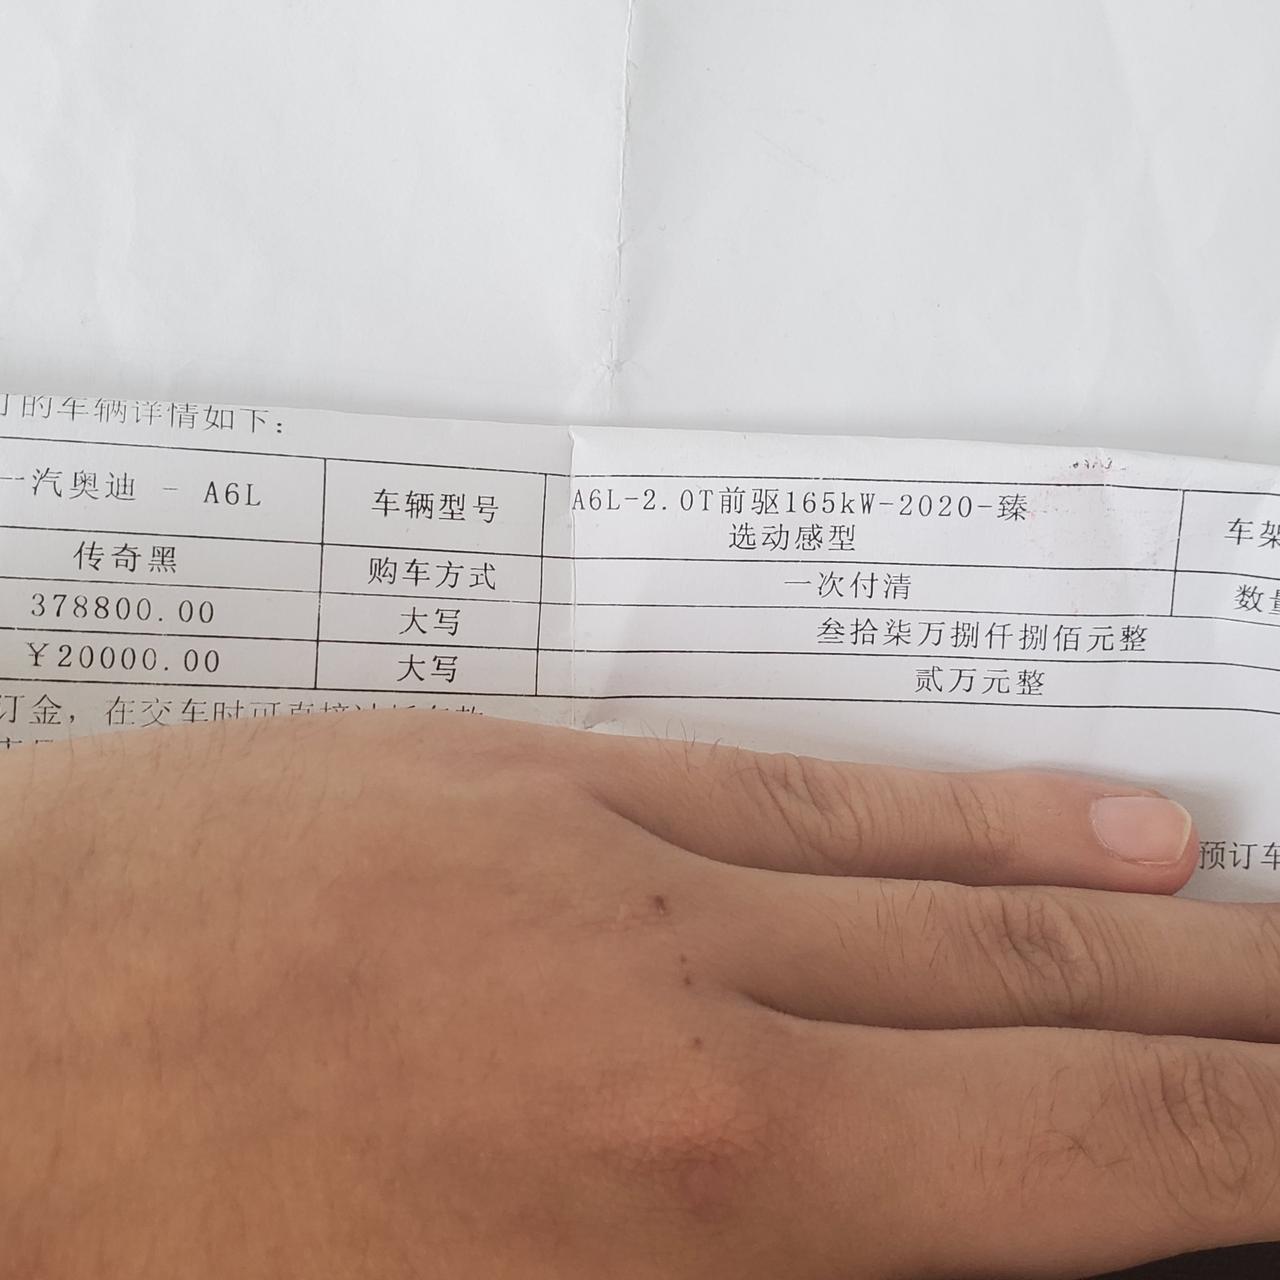 的车辆详情如下:
一汽奥迪 - A6L 车辆型号 A6L-2.0T前驱165kW-2020-臻选动感型 车架
传奇黑 购车方式 一次付清 数量
378800.00 大写 叁拾柒万捌仟捌佰元整
¥20000.00 大写 贰万元整
订金，在交车时可直接
预订车